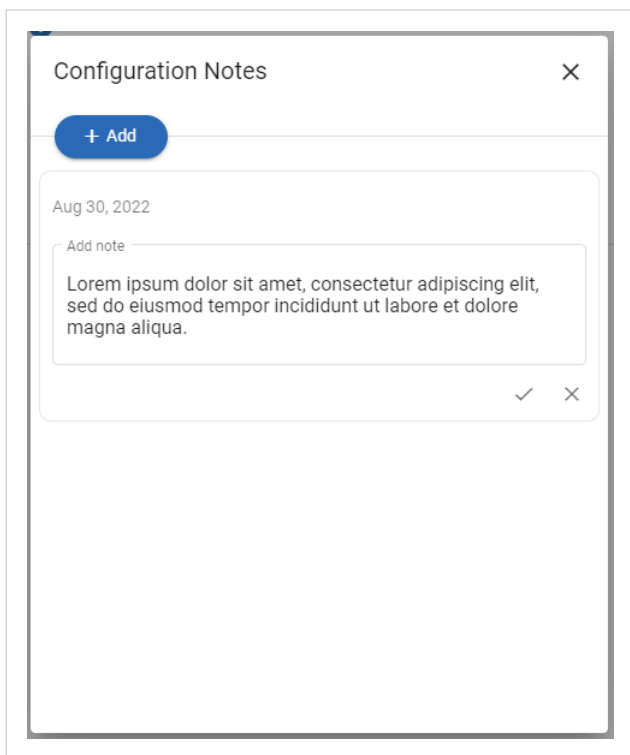 Configuration Notes
+ Add
Aug 30, 2022
Add note
Lorem ipsum dolor sit amet, consectetur adipiscing elit,
sed do eiusmod tempor incididunt ut labore et dolore
magna aliqua.